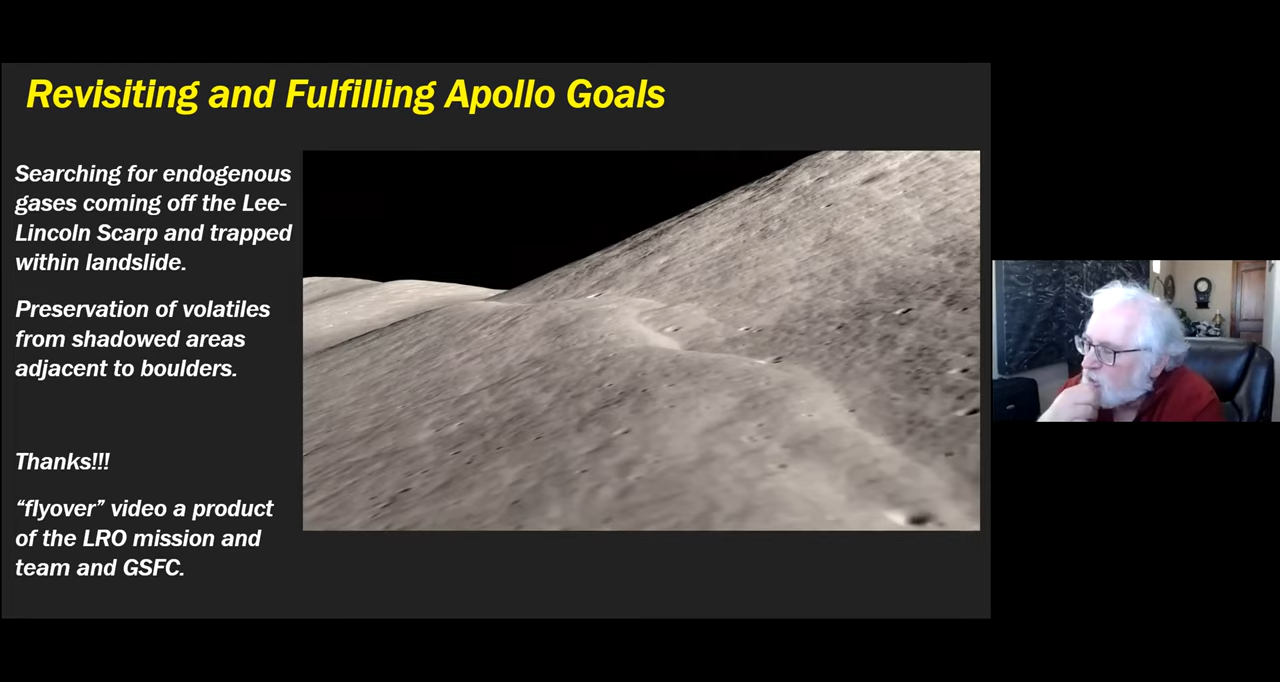 Revisiting and Fulfilling Apollo Goals
Searching for endogenous
gases coming off the Lee-
Lincoln Scarp and trapped
within landslide.
Preservation of volatiles
from shadowed areas
adjacent to boulders.
Thanks!!!
“flyover” video a product
of the LRO mission and
team and GSFC.